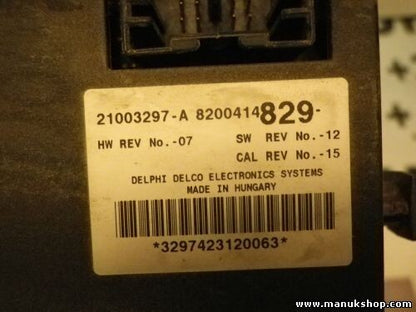 21003297-A 8200414829-
HW REV No.-07 SW REV No.-12
CAL REV No.-15
DELPHI DELCO ELECTRONICS SYSTEMS
MADE IN HUNGARY
*3297423120063*
www.manukshop.com